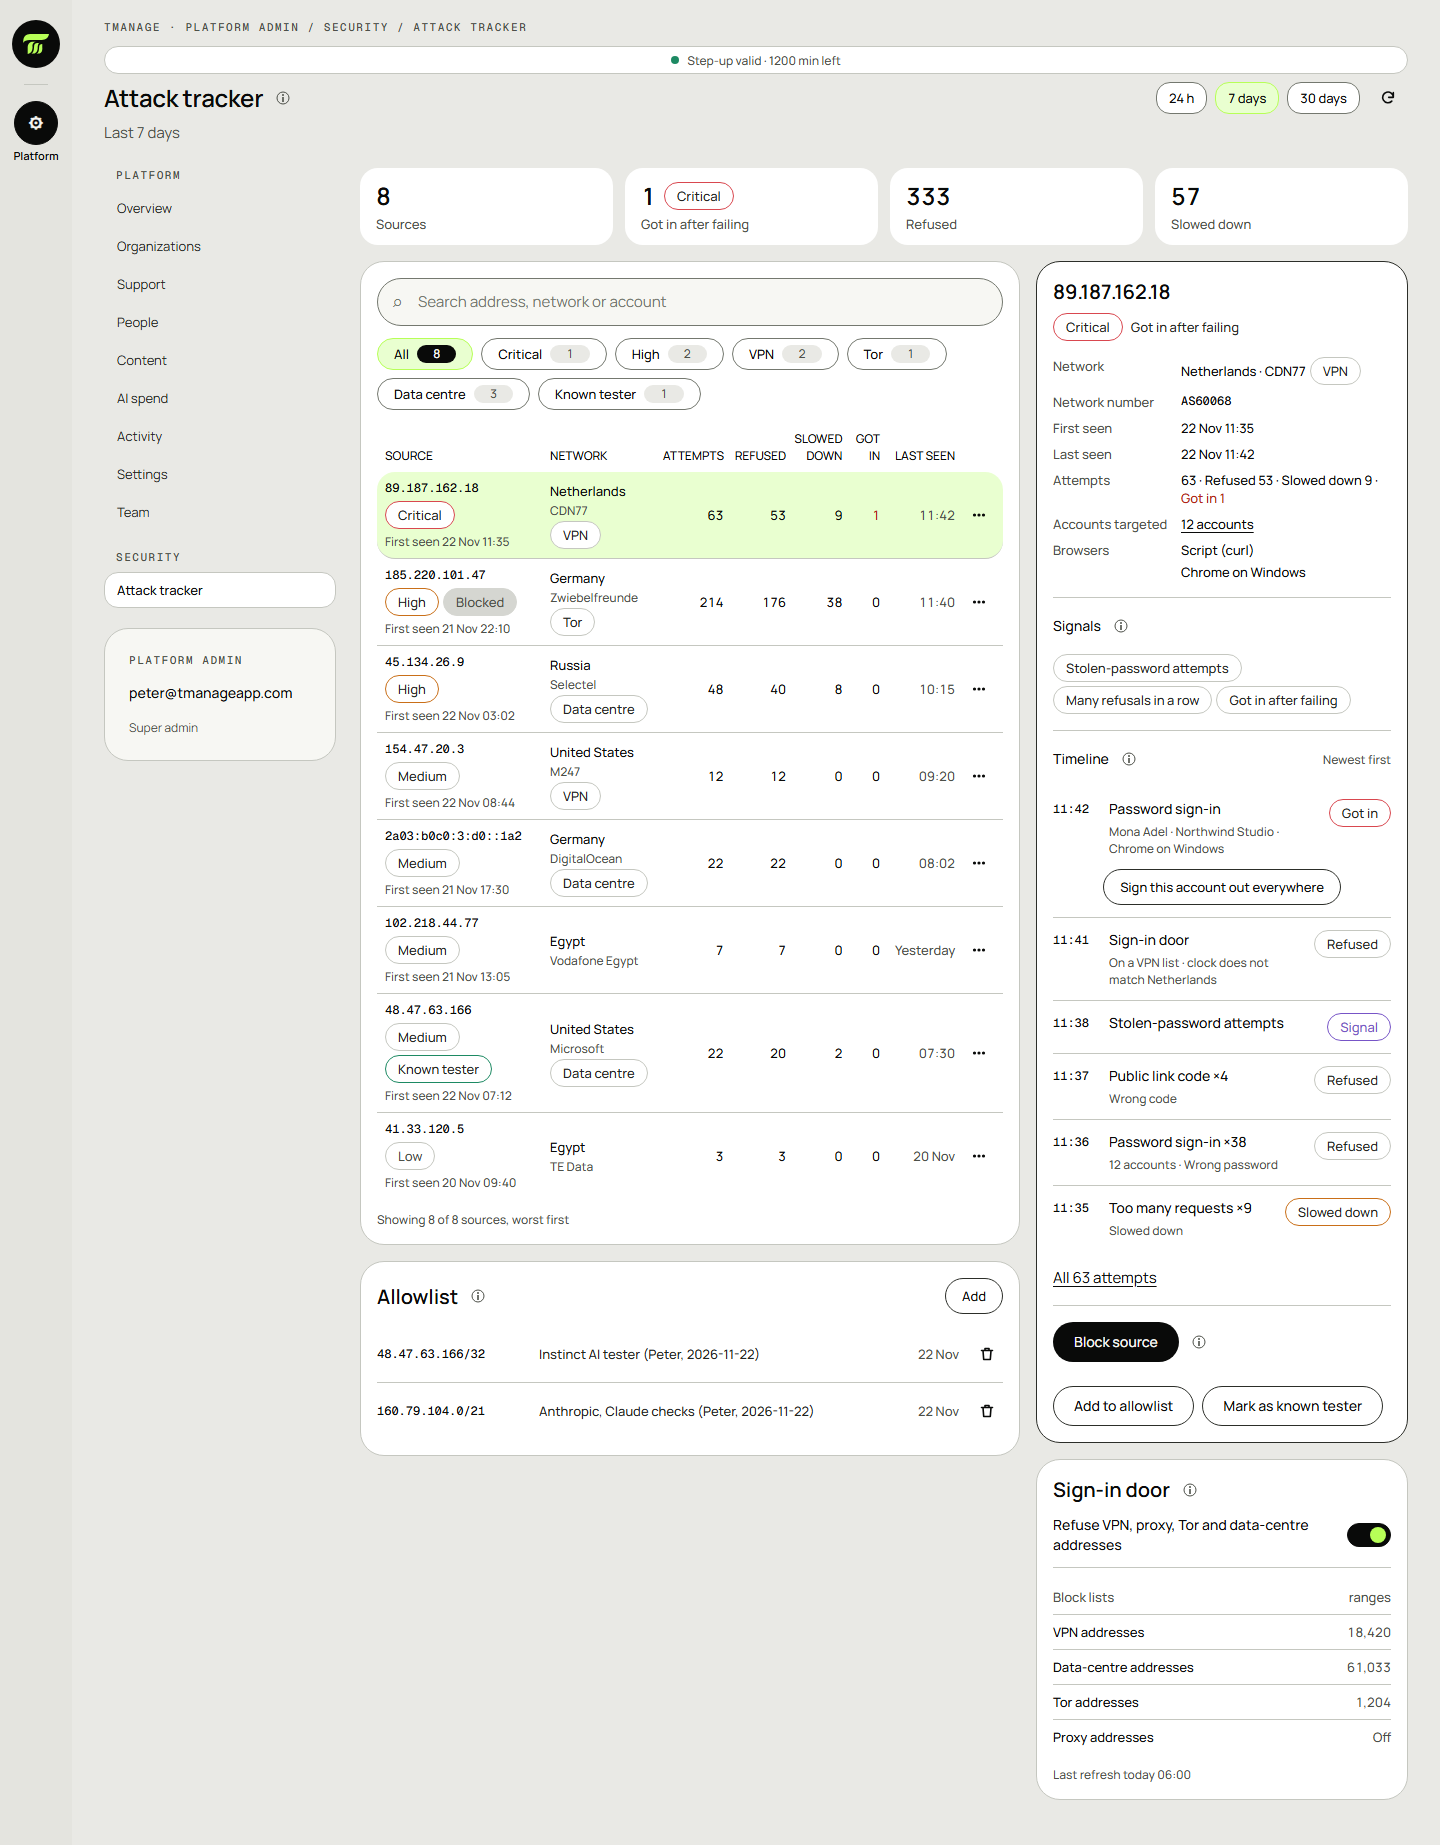 TMANAGE · PLATFORM ADMIN / SECURITY / ATTACK TRACKER
Step-up valid · 1200 min left
Platform
Attack tracker
24 h
7 days
30 days
Last 7 days
PLATFORM
Overview
Organizations
Support
People
Content
AI spend
Activity
Settings
Team
SECURITY
Attack tracker
PLATFORM ADMIN
peter@tmanageapp.com
Super admin
8
Sources
1 Critical
Got in after failing
333
Refused
57
Slowed down
Search address, network or account
All 8
Critical 1
High 2
VPN 2
Tor 1
Data centre 3
Known tester 1
SOURCE NETWORK ATTEMPTS REFUSED SLOWED DOWN GOT IN LAST SEEN
89.187.162.18
Critical
First seen 22 Nov 11:35
Netherlands
CDN77
VPN
63 53 9 1 11:42
185.220.101.47
High Blocked
First seen 21 Nov 22:10
Germany
Zwiebelfreunde
Tor
214 176 38 0 11:40
45.134.26.9
High
First seen 22 Nov 03:02
Russia
Selectel
Data centre
48 40 8 0 10:15
154.47.20.3
Medium
First seen 22 Nov 08:44
United States
M247
VPN
12 12 0 0 09:20
2a03:b0c0:3:d0::1a2
Medium
First seen 21 Nov 17:30
Germany
DigitalOcean
Data centre
22 22 0 0 08:02
102.218.44.77
Medium
First seen 21 Nov 13:05
Egypt
Vodafone Egypt
7 7 0 0 Yesterday
48.47.63.166
Medium
Known tester
First seen 22 Nov 07:12
United States
Microsoft
Data centre
22 20 2 0 07:30
41.33.120.5
Low
First seen 20 Nov 09:40
Egypt
TE Data
3 3 0 0 20 Nov
Showing 8 of 8 sources, worst first
Allowlist
Add
48.47.63.166/32 Instinct AI tester (Peter, 2026-11-22) 22 Nov
160.79.104.0/21 Anthropic, Claude checks (Peter, 2026-11-22) 22 Nov
89.187.162.18
Critical Got in after failing
Network Netherlands · CDN77 VPN
Network number AS60068
First seen 22 Nov 11:35
Last seen 22 Nov 11:42
Attempts 63 · Refused 53 · Slowed down 9 ·
Got in 1
Accounts targeted 12 accounts
Browsers Script (curl)
Chrome on Windows
Signals
Stolen-password attempts
Many refusals in a row
Got in after failing
Timeline
Newest first
11:42 Password sign-in Got in
Mona Adel · Northwind Studio ·
Chrome on Windows
Sign this account out everywhere
11:41 Sign-in door Refused
On a VPN list · clock does not
match Netherlands
11:38 Stolen-password attempts Signal
11:37 Public link code ×4 Refused
Wrong code
11:36 Password sign-in ×38 Refused
12 accounts · Wrong password
11:35 Too many requests ×9 Slowed down
Slowed down
All 63 attempts
Block source
Add to allowlist
Mark as known tester
Sign-in door
Refuse VPN, proxy, Tor and data-centre
addresses
Block lists ranges
VPN addresses 18,420
Data-centre addresses 61,033
Tor addresses 1,204
Proxy addresses Off
Last refresh today 06:00